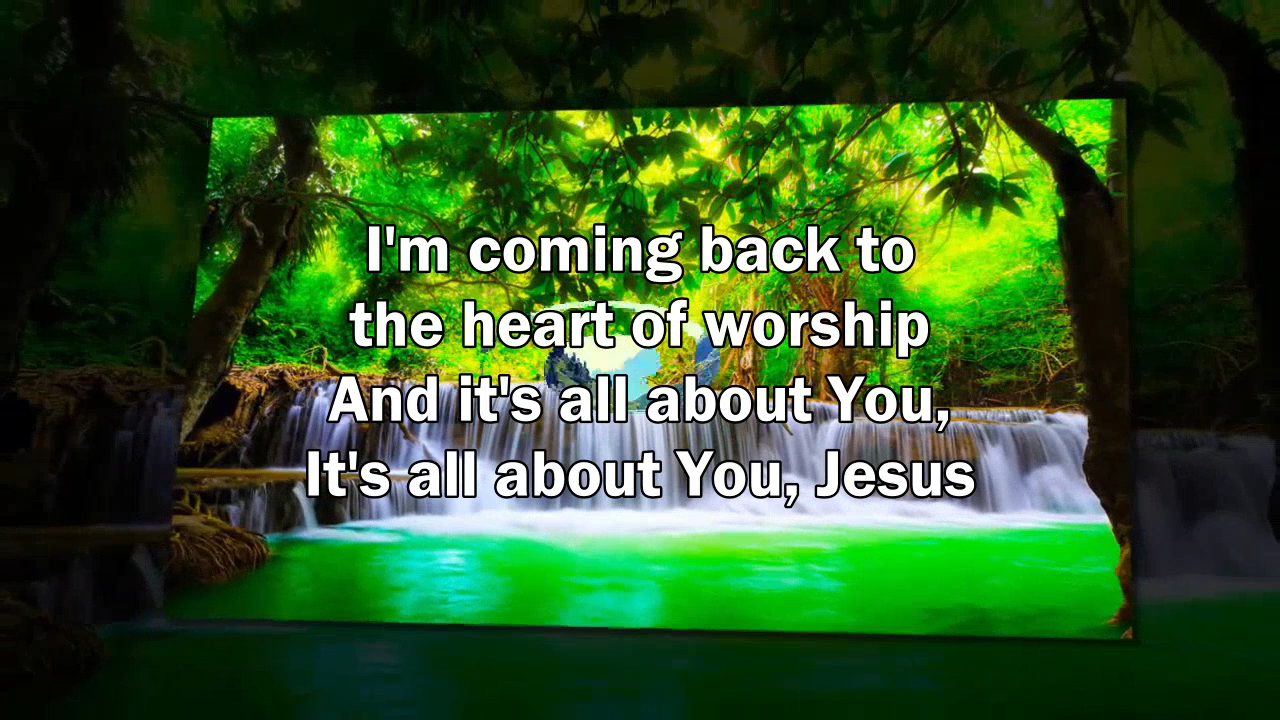 I'm coming back to
the heart of worship
And it's all about You,
It's all about You, Jesus